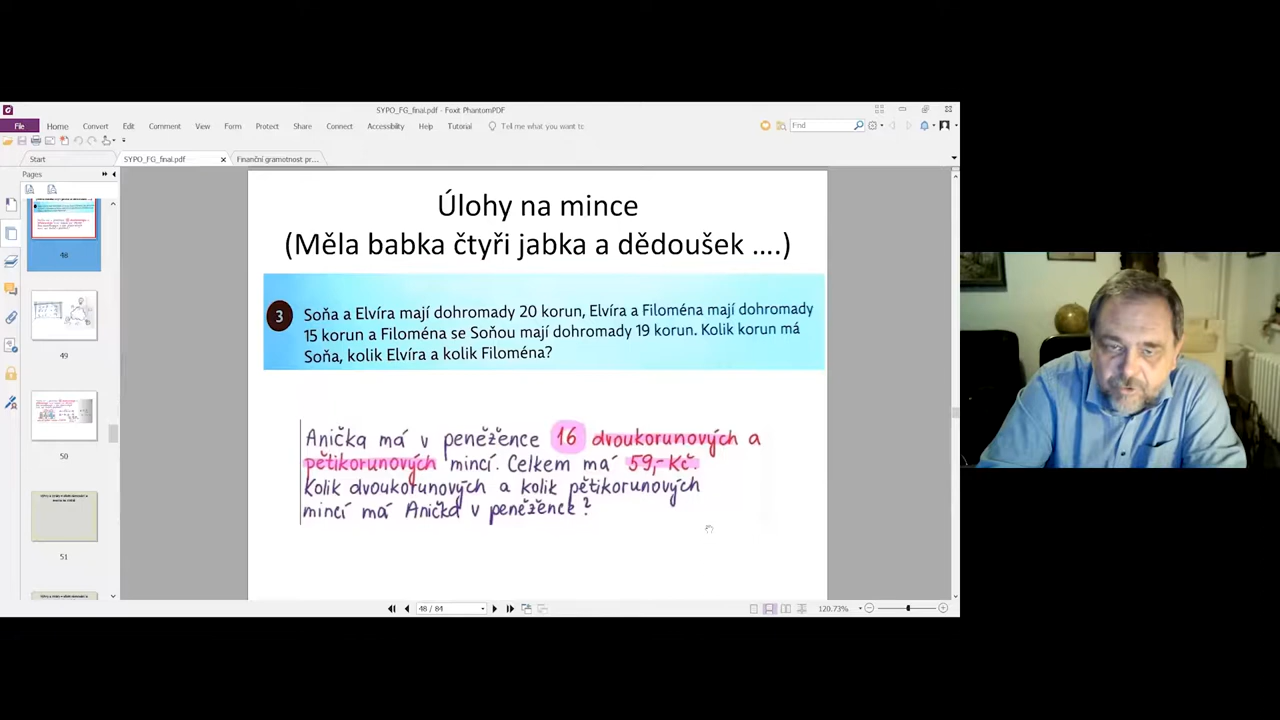 SYPO_FG_final.pdf - Foxit PhantomPDF
File Home Convert Edit Comment View Form Protect Share Connect Accessibility Help Tutorial Tell me what you want tc
Find
Start SYPO_FG_final.pdf Finanční gramotnost pr...
Pages
48
49
50
51
Úlohy na mince
(Měla babka čtyři jabka a dědoušek ....)
3
Soňa a Elvíra mají dohromady 20 korun, Elvíra a Filoména mají dohromady
15 korun a Filoména se Soňou mají dohromady 19 korun. Kolik korun má
Soňa, kolik Elvíra a kolik Filoména?
Anička má v peněžence 16 dvoukorunových a
pětikorunových mincí. Celkem má 59,- Kč.
Kolik dvoukorunových a kolik pětikorunových
mincí má Anička v peněžence?
48 / 84
120.73%